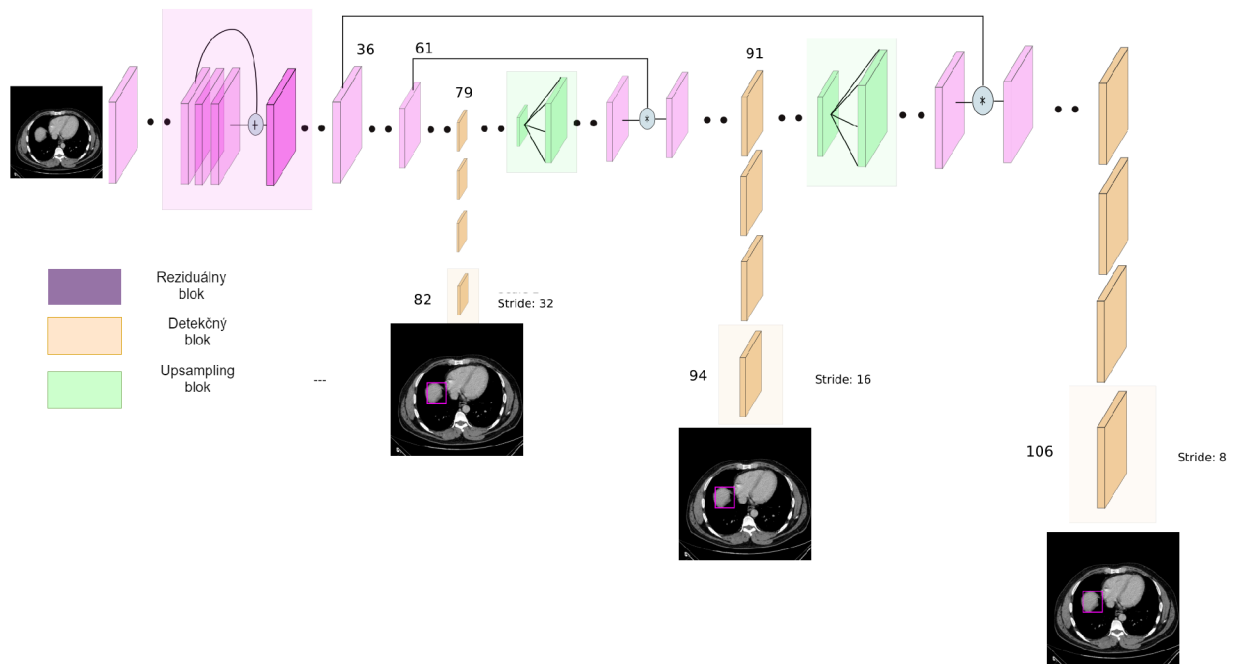 36
61
91
79
+
*
*
Reziduálny
blok
82
Stride: 32
Detekčný
blok
Upsampling
blok
---
94
Stride: 16
106
Stride: 8